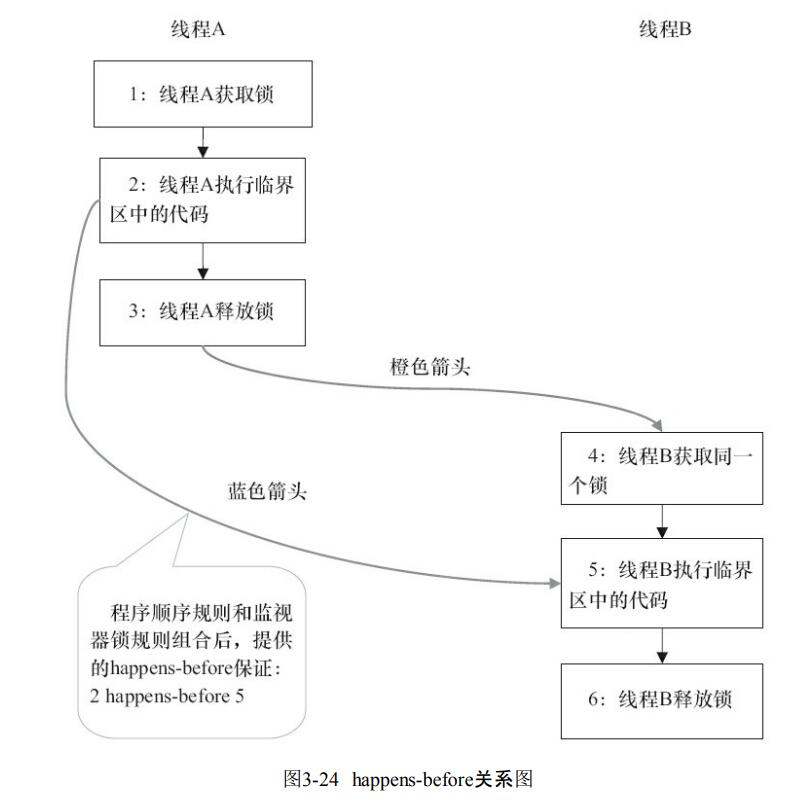 线程A
线程B
1：线程A获取锁
2：线程A执行临界
区中的代码
3：线程A释放锁
橙色箭头
4：线程B获取同一
个锁
蓝色箭头
5：线程B执行临界
区中的代码
程序顺序规则和监视
器锁规则组合后，提供
的happens-before保证：
2 happens-before 5
6：线程B释放锁
图3-24 happens-before关系图